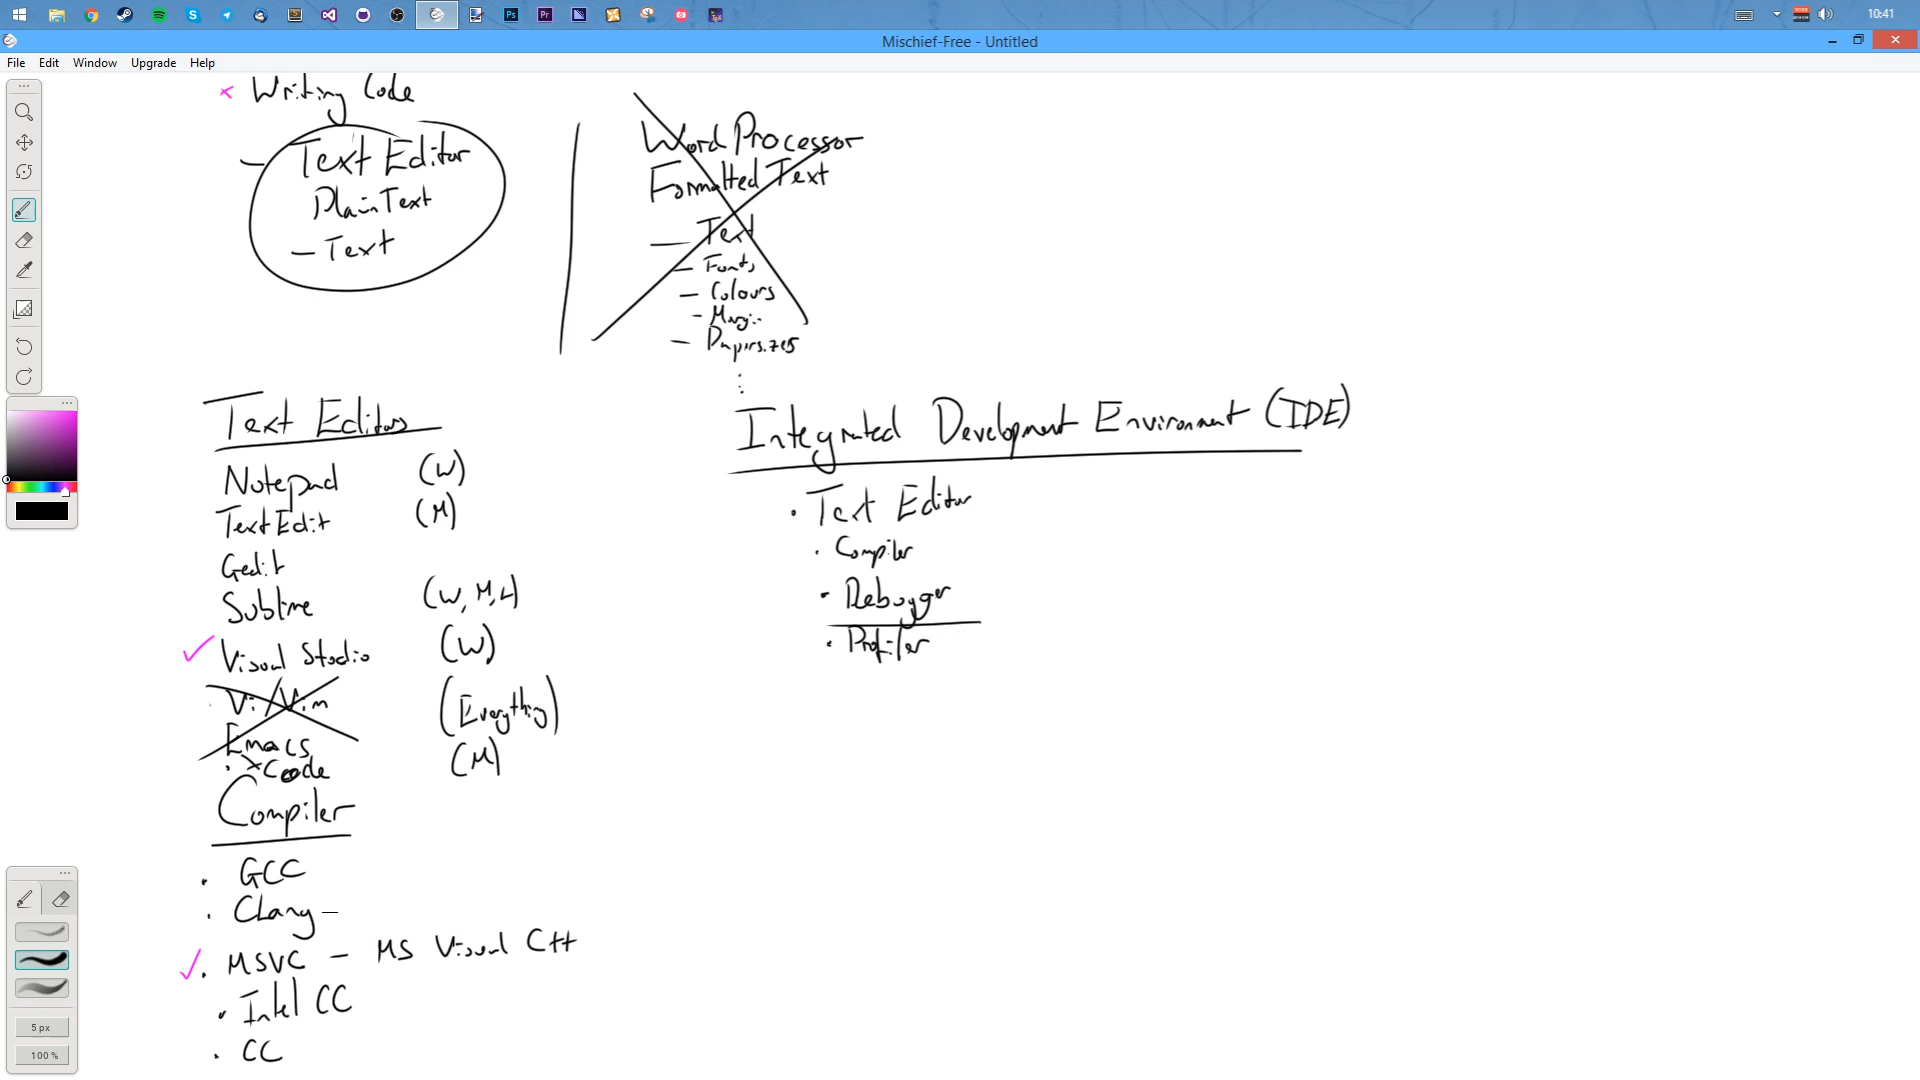 10:41
Mischief-Free - Untitled
File Edit Window Upgrade Help
x Writing Code
- Text Editor
Plain Text
- Text
Word Processor
Formatted Text
- Text
- Fonts
- Colours
- Margin
...
Text Editors
Notepad (W)
TextEdit (M)
Gedit
Sublime (W, M, L)
✓ Visual Studio (W)
Vi/Vim (Everything)
Emacs
· XCode (M)
Integrated Development Environment (IDE)
· Text Editor
· Compiler
· Debugger
· Profiler
Compiler
· GCC
· CLang -
✓ · MSVC - MS Visual C++
· Intel CC
· CC
5 px
100 %